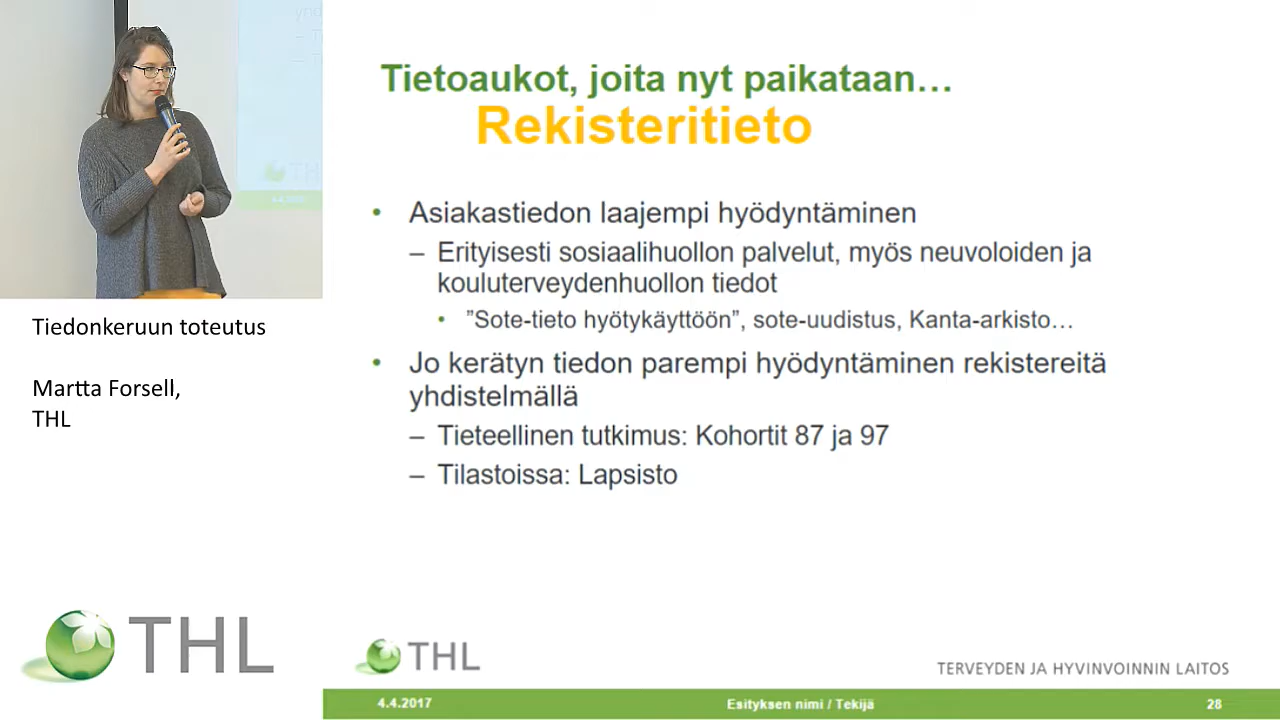 Tietoaukot, joita nyt paikataan…
Rekisteritieto
• Asiakastiedon laajempi hyödyntäminen
– Erityisesti sosiaalihuollon palvelut, myös neuvoloiden ja
kouluterveydenhuollon tiedot
• ”Sote-tieto hyötykäyttöön”, sote-uudistus, Kanta-arkisto…
• Jo kerätyn tiedon parempi hyödyntäminen rekistereitä
yhdistelmällä
– Tieteellinen tutkimus: Kohortit 87 ja 97
– Tilastoissa: Lapsisto
Tiedonkeruun toteutus
Martta Forsell,
THL
THL
THL
TERVEYDEN JA HYVINVOINNIN LAITOS
4.4.2017
Esityksen nimi / Tekijä
28